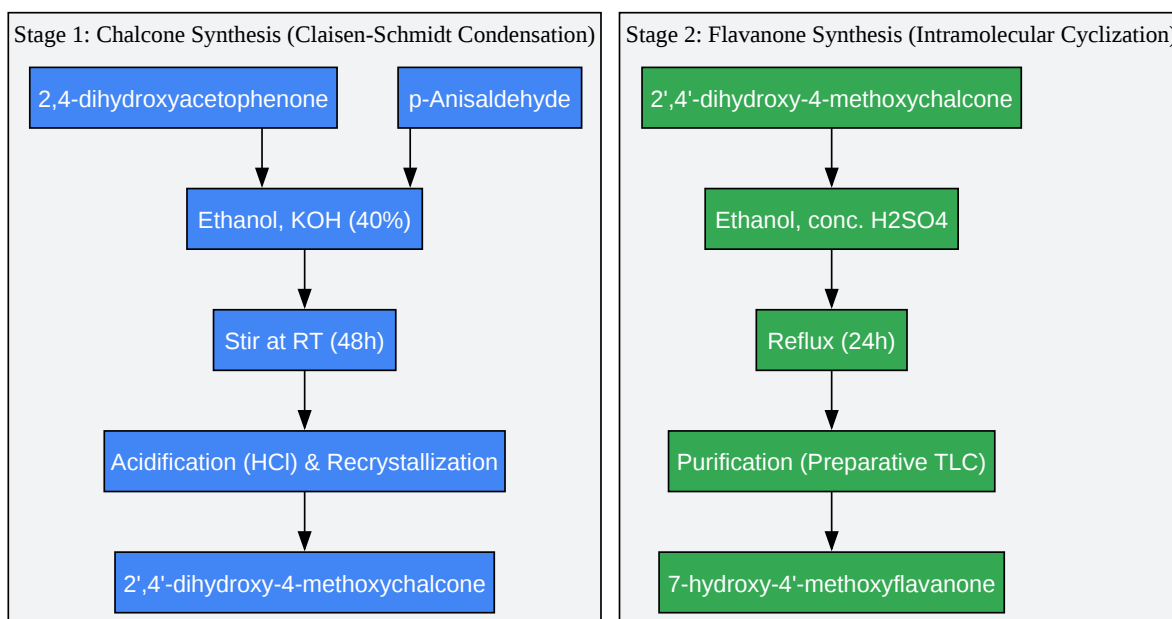 Stage 1: Chalcone Synthesis (Claisen-Schmidt Condensation)
2,4-dihydroxyacetophenone
p-Anisaldehyde
Ethanol, KOH (40%)
Stir at RT (48h)
Acidification (HCl) & Recrystallization
2',4'-dihydroxy-4-methoxychalcone
Stage 2: Flavanone Synthesis (Intramolecular Cyclization)
2',4'-dihydroxy-4-methoxychalcone
Ethanol, conc. H2SO4
Reflux (24h)
Purification (Preparative TLC)
7-hydroxy-4'-methoxyflavanone